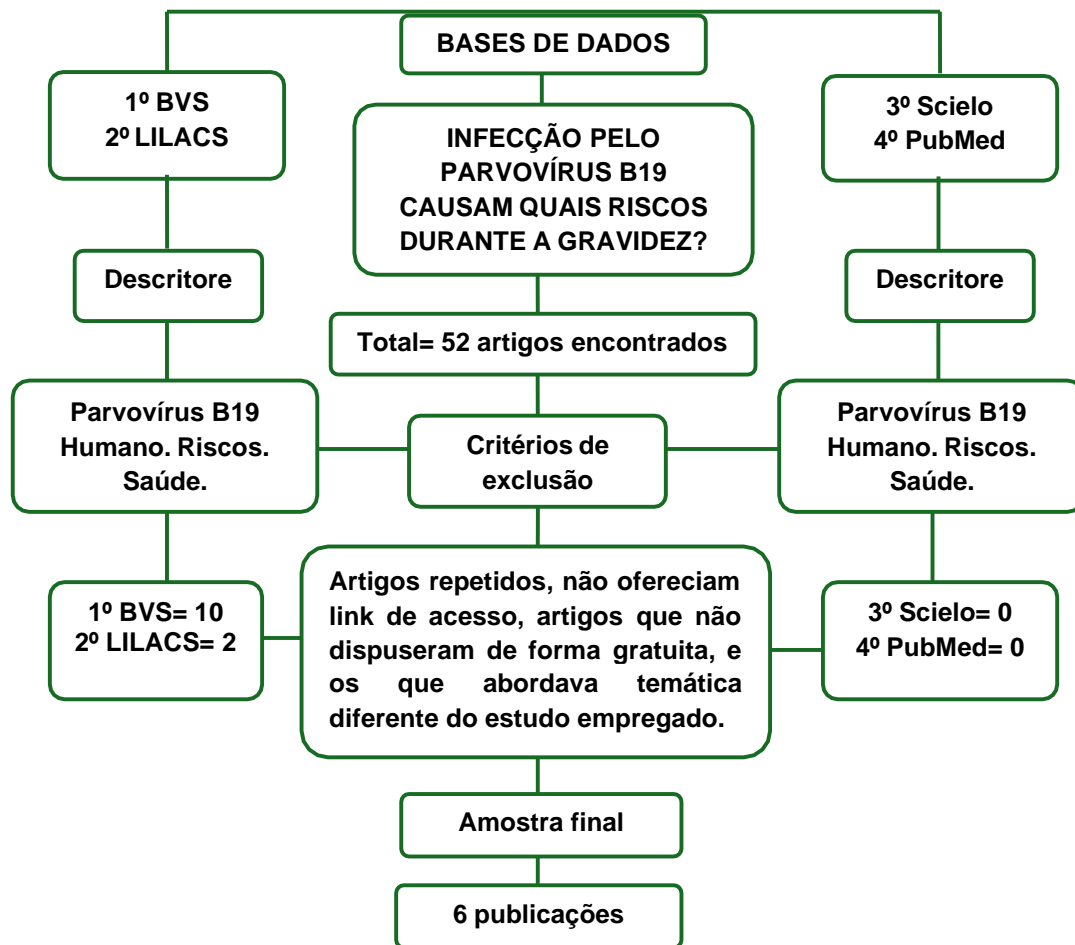 BASES DE DADOS
1º BVS
2º LILACS
INFECÇÃO PELO
PARVOVÍRUS B19
CAUSAM QUAIS RISCOS
DURANTE A GRAVIDEZ?
3º Scielo
4º PubMed
Descritore
Descritore
Total= 52 artigos encontrados
Parvovírus B19
Humano. Riscos.
Saúde.
Critérios de
exclusão
Parvovírus B19
Humano. Riscos.
Saúde.
1º BVS= 10
2º LILACS= 2
Artigos repetidos, não ofereciam
link de acesso, artigos que não
dispuseram de forma gratuita, e
os que abordava temática
diferente do estudo empregado.
3º Scielo= 0
4º PubMed= 0
Amostra final
6 publicações